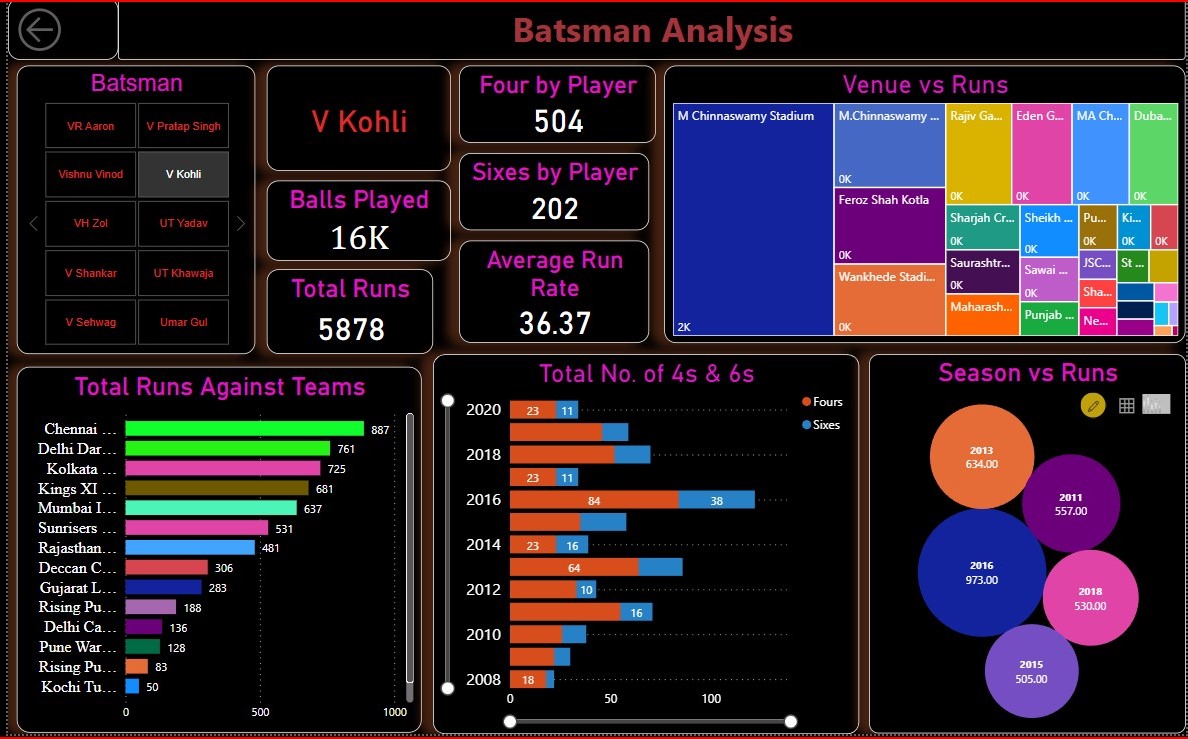 Batsman Analysis
Batsman
VR Aaron
V Pratap Singh
Vishnu Vinod
V Kohli
VH Zol
UT Yadav
V Shankar
UT Khawaja
V Sehwag
Umar Gul
V Kohli
Balls Played
16K
Total Runs
5878
Four by Player
504
Sixes by Player
202
Average Run
Rate
36.37
Venue vs Runs
M Chinnaswamy Stadium
2K
M.Chinnaswamy ...
0K
Feroz Shah Kotla
0K
Wankhede Stadi...
0K
Rajiv Ga...
0K
Eden G...
0K
MA Ch...
0K
Duba...
0K
Sharjah Cr...
0K
Sheikh ...
0K
Pu...
0K
Ki...
0K
0K
Saurashtr...
0K
Sawai ...
0K
JSC...
St ...
Maharash...
Punjab ...
Sha...
Ne...
Total Runs Against Teams
Chennai ... 887
Delhi Dar... 761
Kolkata ... 725
Kings XI ... 681
Mumbai I... 637
Sunrisers ... 531
Rajasthan... 481
Deccan C... 306
Gujarat L... 283
Rising Pu... 188
Delhi Ca... 136
Pune War... 128
Rising Pu... 83
Kochi Tu... 50
0 500 1000
Total No. of 4s & 6s
Fours
Sixes
2020 23 11
2018
23 11
2016 84 38
2014 23 16
64
2012 10
16
2010
2008 18
0 50 100
Season vs Runs
2013
634.00
2011
557.00
2016
973.00
2018
530.00
2015
505.00